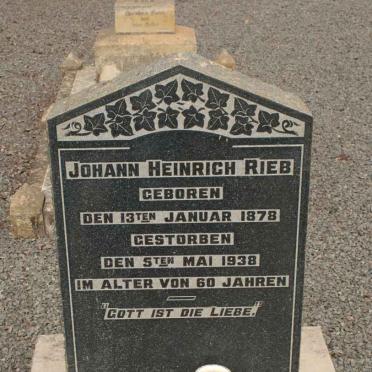 Johann Heinrich Rieb
GEBOREN
DEN 13TEN JANUAR 1878
GESTORBEN
DEN 5TEN MAI 1938
IM ALTER VON 60 JAHREN
"GOTT IST DIE LIEBE."